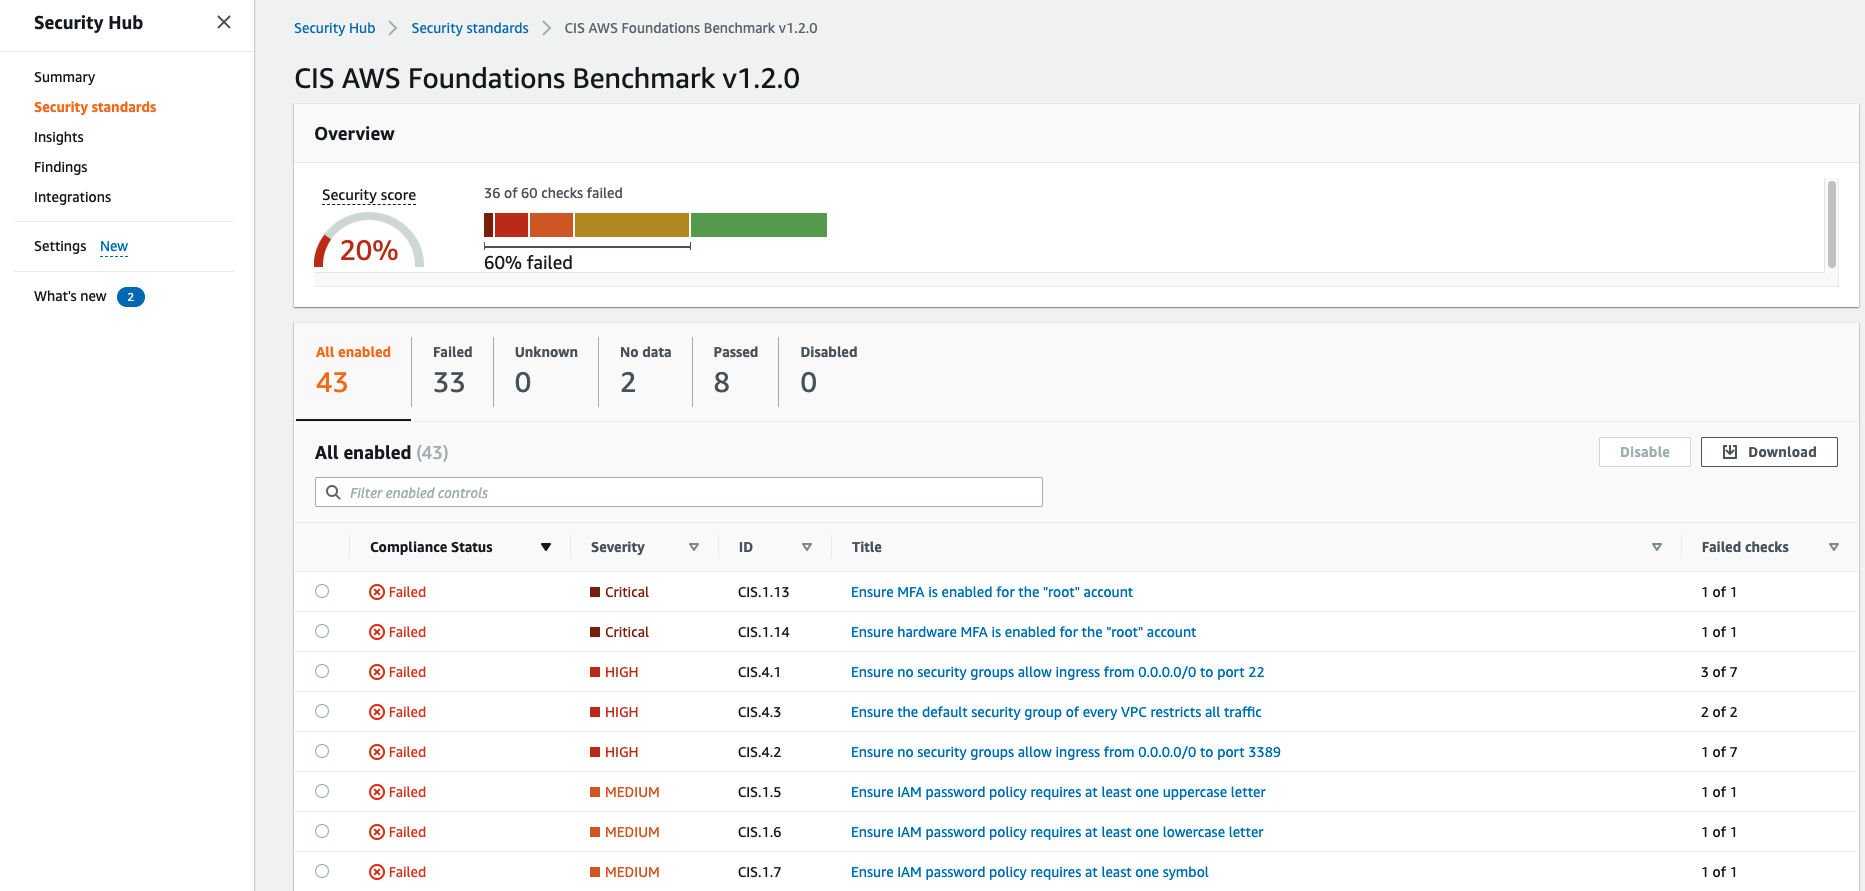 Security Hub
Summary
Security standards
Insights
Findings
Integrations
Settings New
What's new 2
Security Hub Security standards CIS AWS Foundations Benchmark v1.2.0
CIS AWS Foundations Benchmark v1.2.0
Overview
Security score
20%
36 of 60 checks failed
60% failed
All enabled Failed Unknown No data Passed Disabled
43 33 0 2 8 0
All enabled (43)
Disable Download
Filter enabled controls
Compliance Status Severity ID Title Failed checks
Failed Critical CIS.1.13 Ensure MFA is enabled for the "root" account 1 of 1
Failed Critical CIS.1.14 Ensure hardware MFA is enabled for the "root" account 1 of 1
Failed HIGH CIS.4.1 Ensure no security groups allow ingress from 0.0.0.0/0 to port 22 3 of 7
Failed HIGH CIS.4.3 Ensure the default security group of every VPC restricts all traffic 2 of 2
Failed HIGH CIS.4.2 Ensure no security groups allow ingress from 0.0.0.0/0 to port 3389 1 of 7
Failed MEDIUM CIS.1.5 Ensure IAM password policy requires at least one uppercase letter 1 of 1
Failed MEDIUM CIS.1.6 Ensure IAM password policy requires at least one lowercase letter 1 of 1
Failed MEDIUM CIS.1.7 Ensure IAM password policy requires at least one symbol 1 of 1